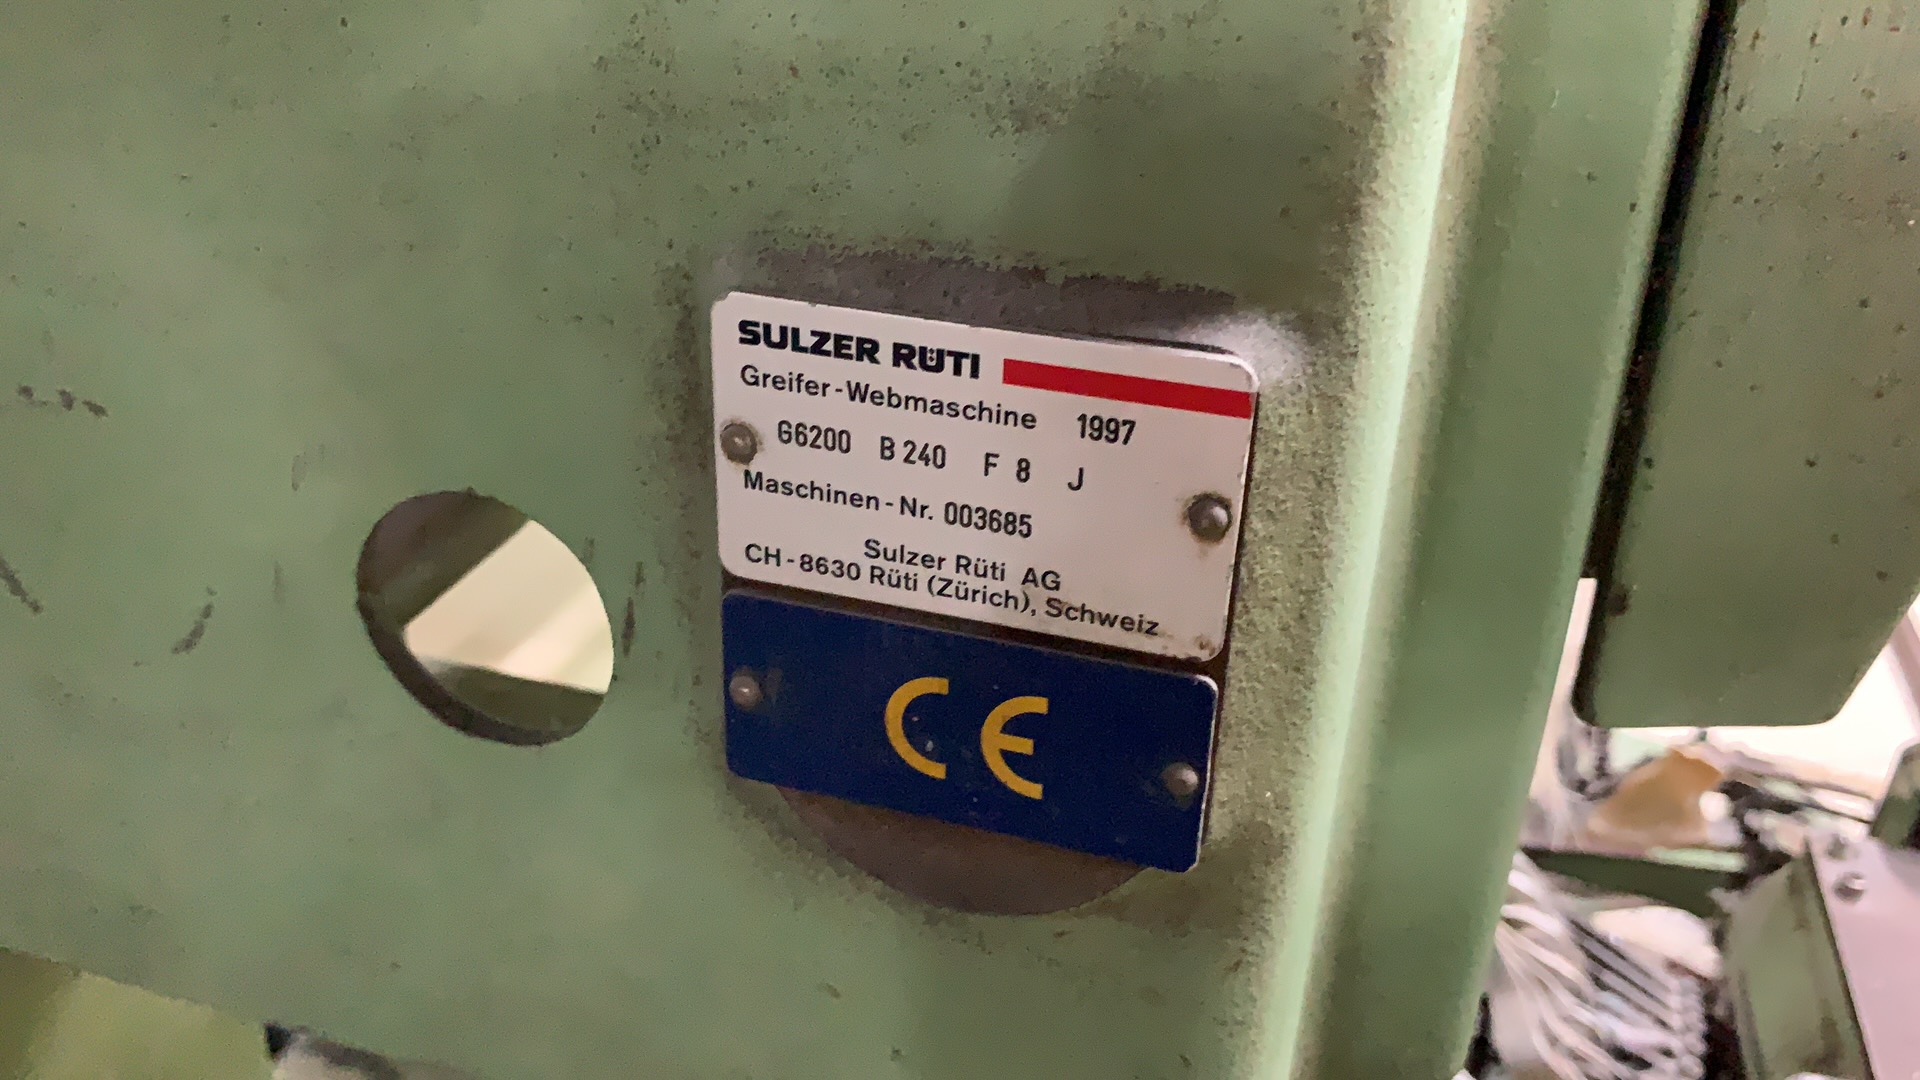 SULZER RÜTI
Greifer-Webmaschine 1997
G6200 B 240 F 8 J
Maschinen-Nr. 003685
Sulzer Rüti AG
CH-8630 Rüti (Zürich), Schweiz
CE